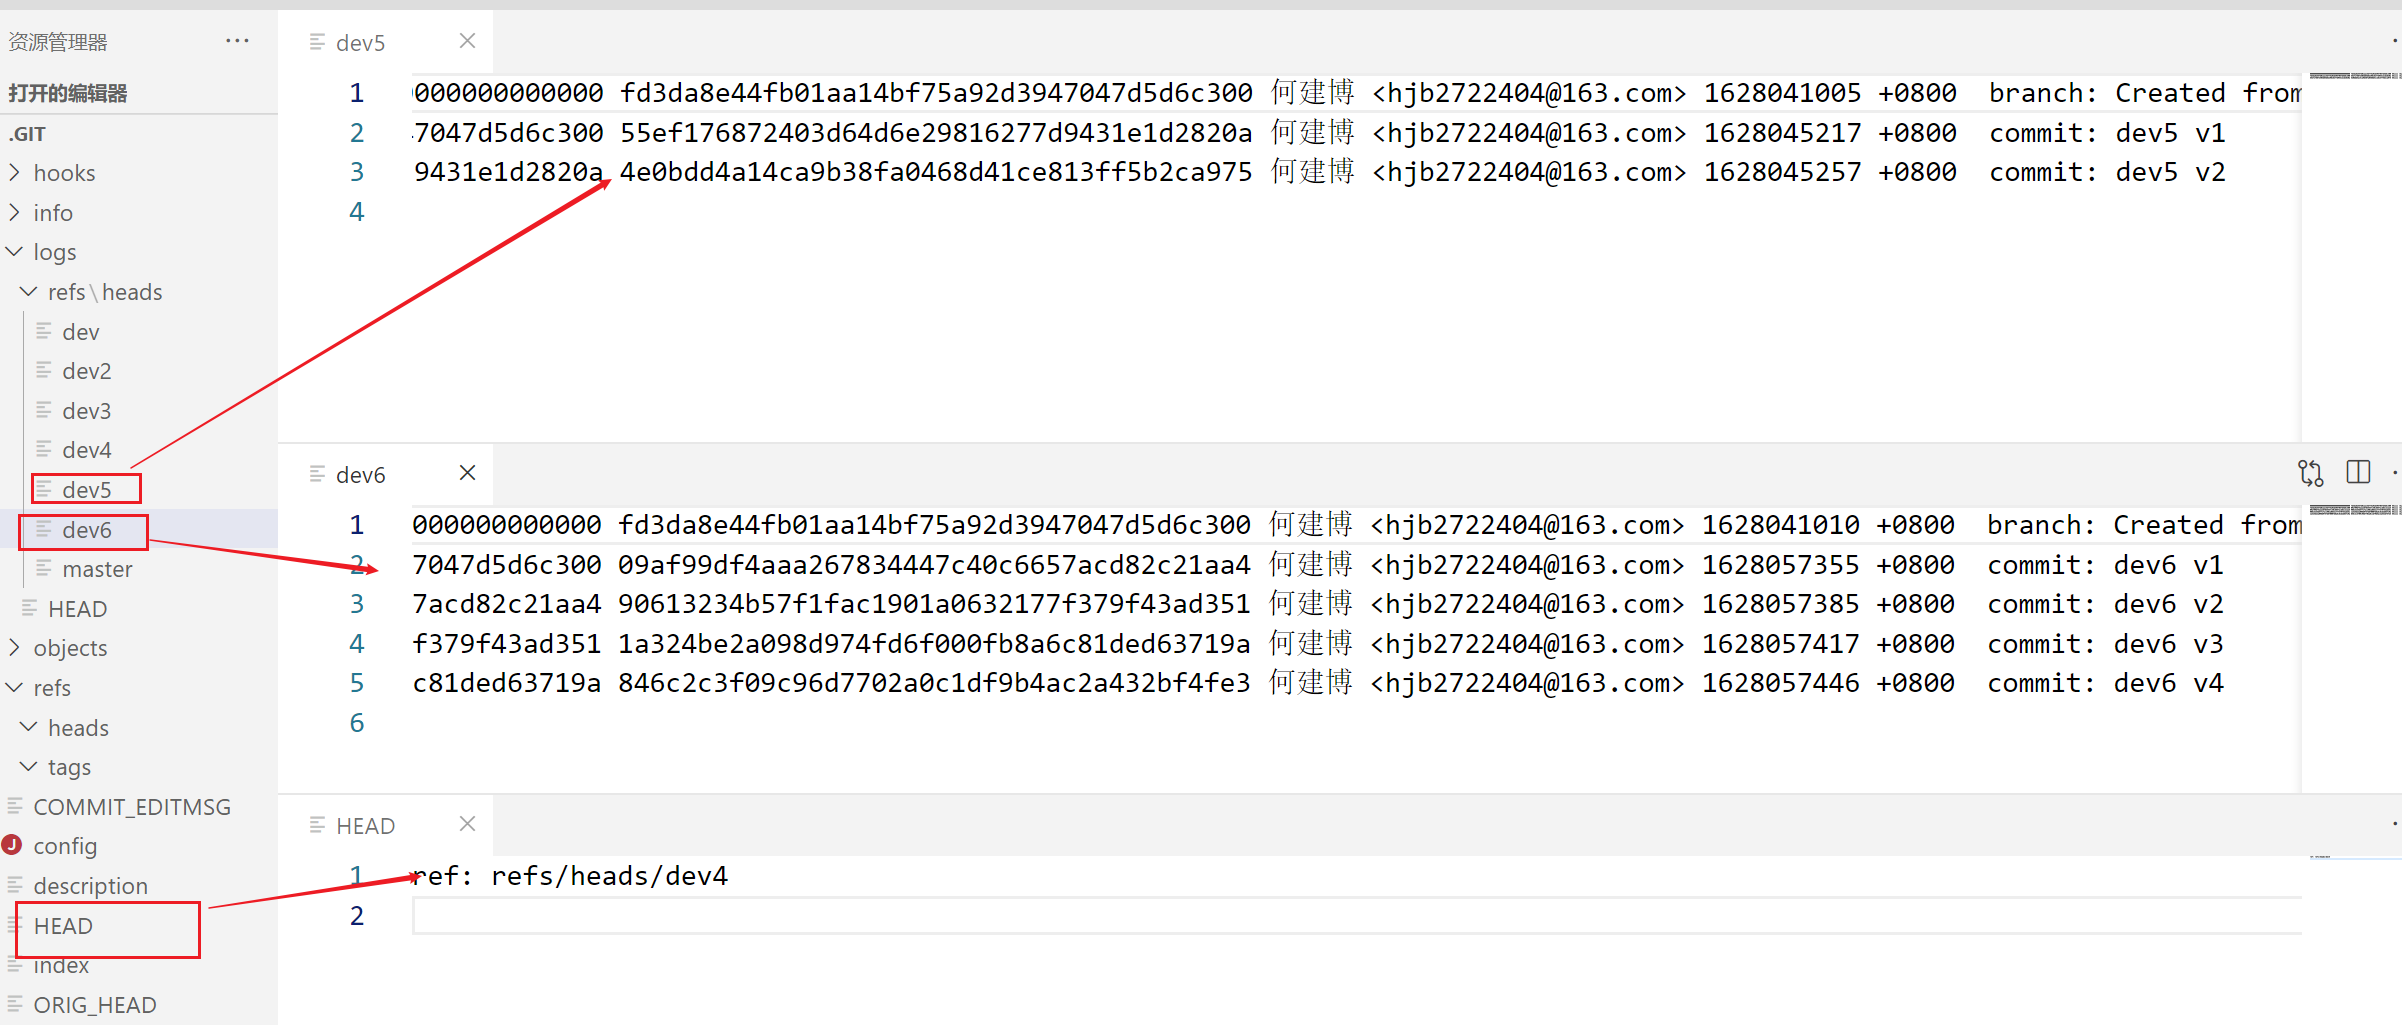 资源管理器
打开的编辑器
.GIT
hooks
info
logs
refs\heads
dev
dev2
dev3
dev4
dev5
dev6
master
HEAD
objects
refs
heads
tags
COMMIT_EDITMSG
J config
description
HEAD
index
ORIG_HEAD
dev5
1 000000000000 fd3da8e44fb01aa14bf75a92d3947047d5d6c300 何建博 <hjb2722404@163.com> 1628041005 +0800 branch: Created from
2 7047d5d6c300 55ef176872403d64d6e29816277d9431e1d2820a 何建博 <hjb2722404@163.com> 1628045217 +0800 commit: dev5 v1
3 9431e1d2820a 4e0bdd4a14ca9b38fa0468d41ce813ff5b2ca975 何建博 <hjb2722404@163.com> 1628045257 +0800 commit: dev5 v2
4
dev6
1 000000000000 fd3da8e44fb01aa14bf75a92d3947047d5d6c300 何建博 <hjb2722404@163.com> 1628041010 +0800 branch: Created from
2 7047d5d6c300 09af99df4aaa267834447c40c6657acd82c21aa4 何建博 <hjb2722404@163.com> 1628057355 +0800 commit: dev6 v1
3 7acd82c21aa4 90613234b57f1fac1901a0632177f379f43ad351 何建博 <hjb2722404@163.com> 1628057385 +0800 commit: dev6 v2
4 f379f43ad351 1a324be2a098d974fd6f000fb8a6c81ded63719a 何建博 <hjb2722404@163.com> 1628057417 +0800 commit: dev6 v3
5 c81ded63719a 846c2c3f09c96d7702a0c1df9b4ac2a432bf4fe3 何建博 <hjb2722404@163.com> 1628057446 +0800 commit: dev6 v4
6
HEAD
1 ref: refs/heads/dev4
2